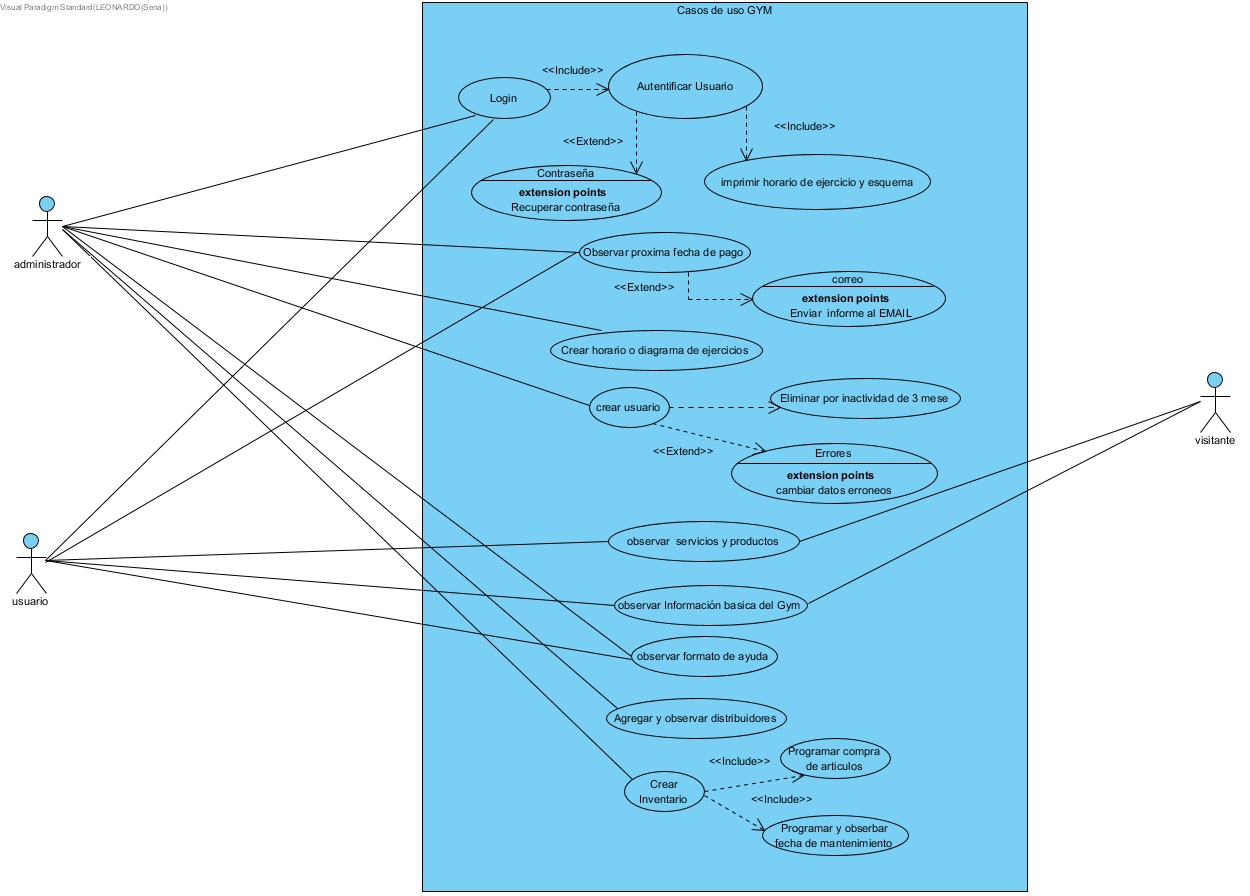 Visual Paradigm Standard(LEONARDO(Sena))
Casos de uso GYM
<<Include>>
Autentificar Usuario
Login
<<Include>>
<<Extend>>
Contraseña
extension points
Recuperar contraseña
imprimir horario de ejercicio y esquema
administrador
Observar proxima fecha de pago
<<Extend>>
correo
extension points
Enviar informe al EMAIL
Crear horario o diagrama de ejercicios
crear usuario
Eliminar por inactividad de 3 mese
<<Extend>>
Errores
extension points
cambiar datos erroneos
visitante
observar servicios y productos
usuario
observar Información basica del Gym
observar formato de ayuda
Agregar y observar distribuidores
<<Include>>
Programar compra
de articulos
Crear
Inventario
<<Include>>
Programar y obserbar
fecha de mantenimiento